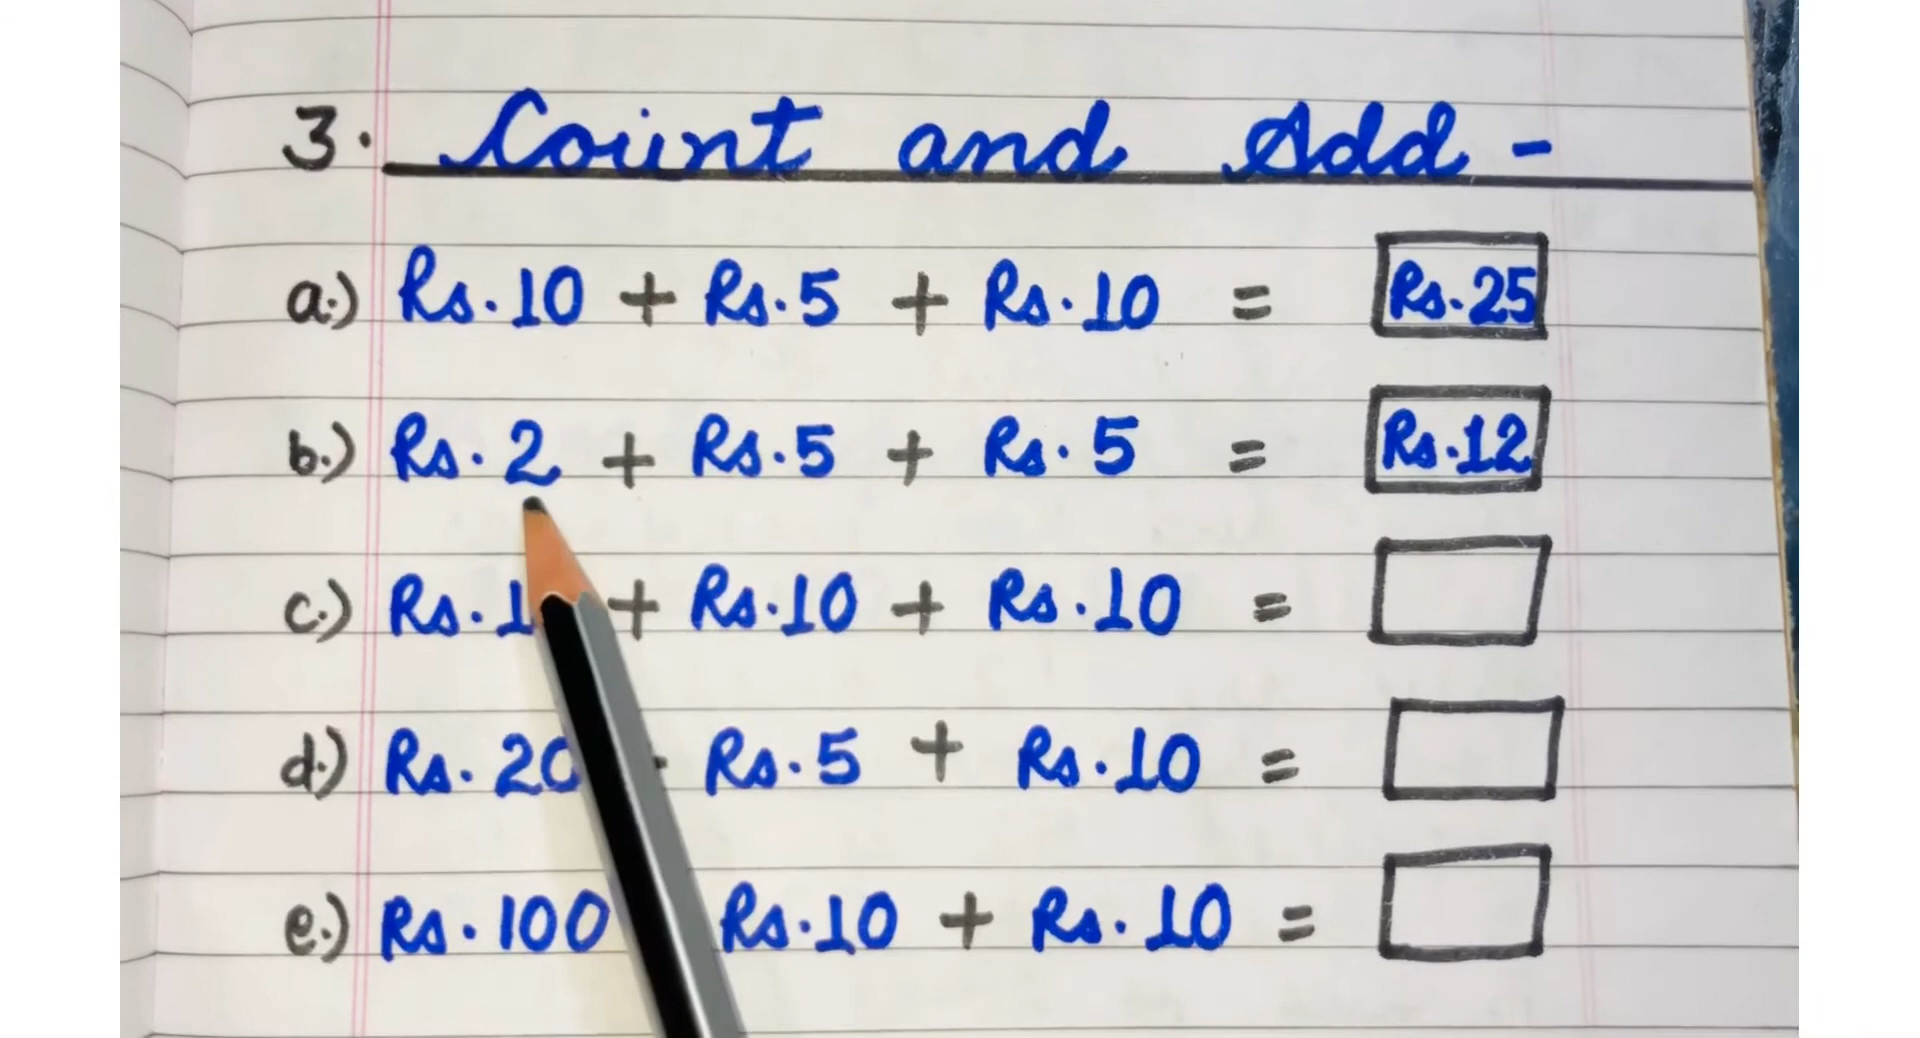 3. Count and Add -
a.) Rs. 10 + Rs. 5 + Rs. 10 = Rs. 25
b.) Rs. 2 + Rs. 5 + Rs. 5 = Rs. 12
c.) Rs. + Rs. 10 + Rs. 10 =
d.) Rs. Rs. 5 + Rs. 10 =
e.) Rs. 100 Rs. 10 + Rs. 10 =